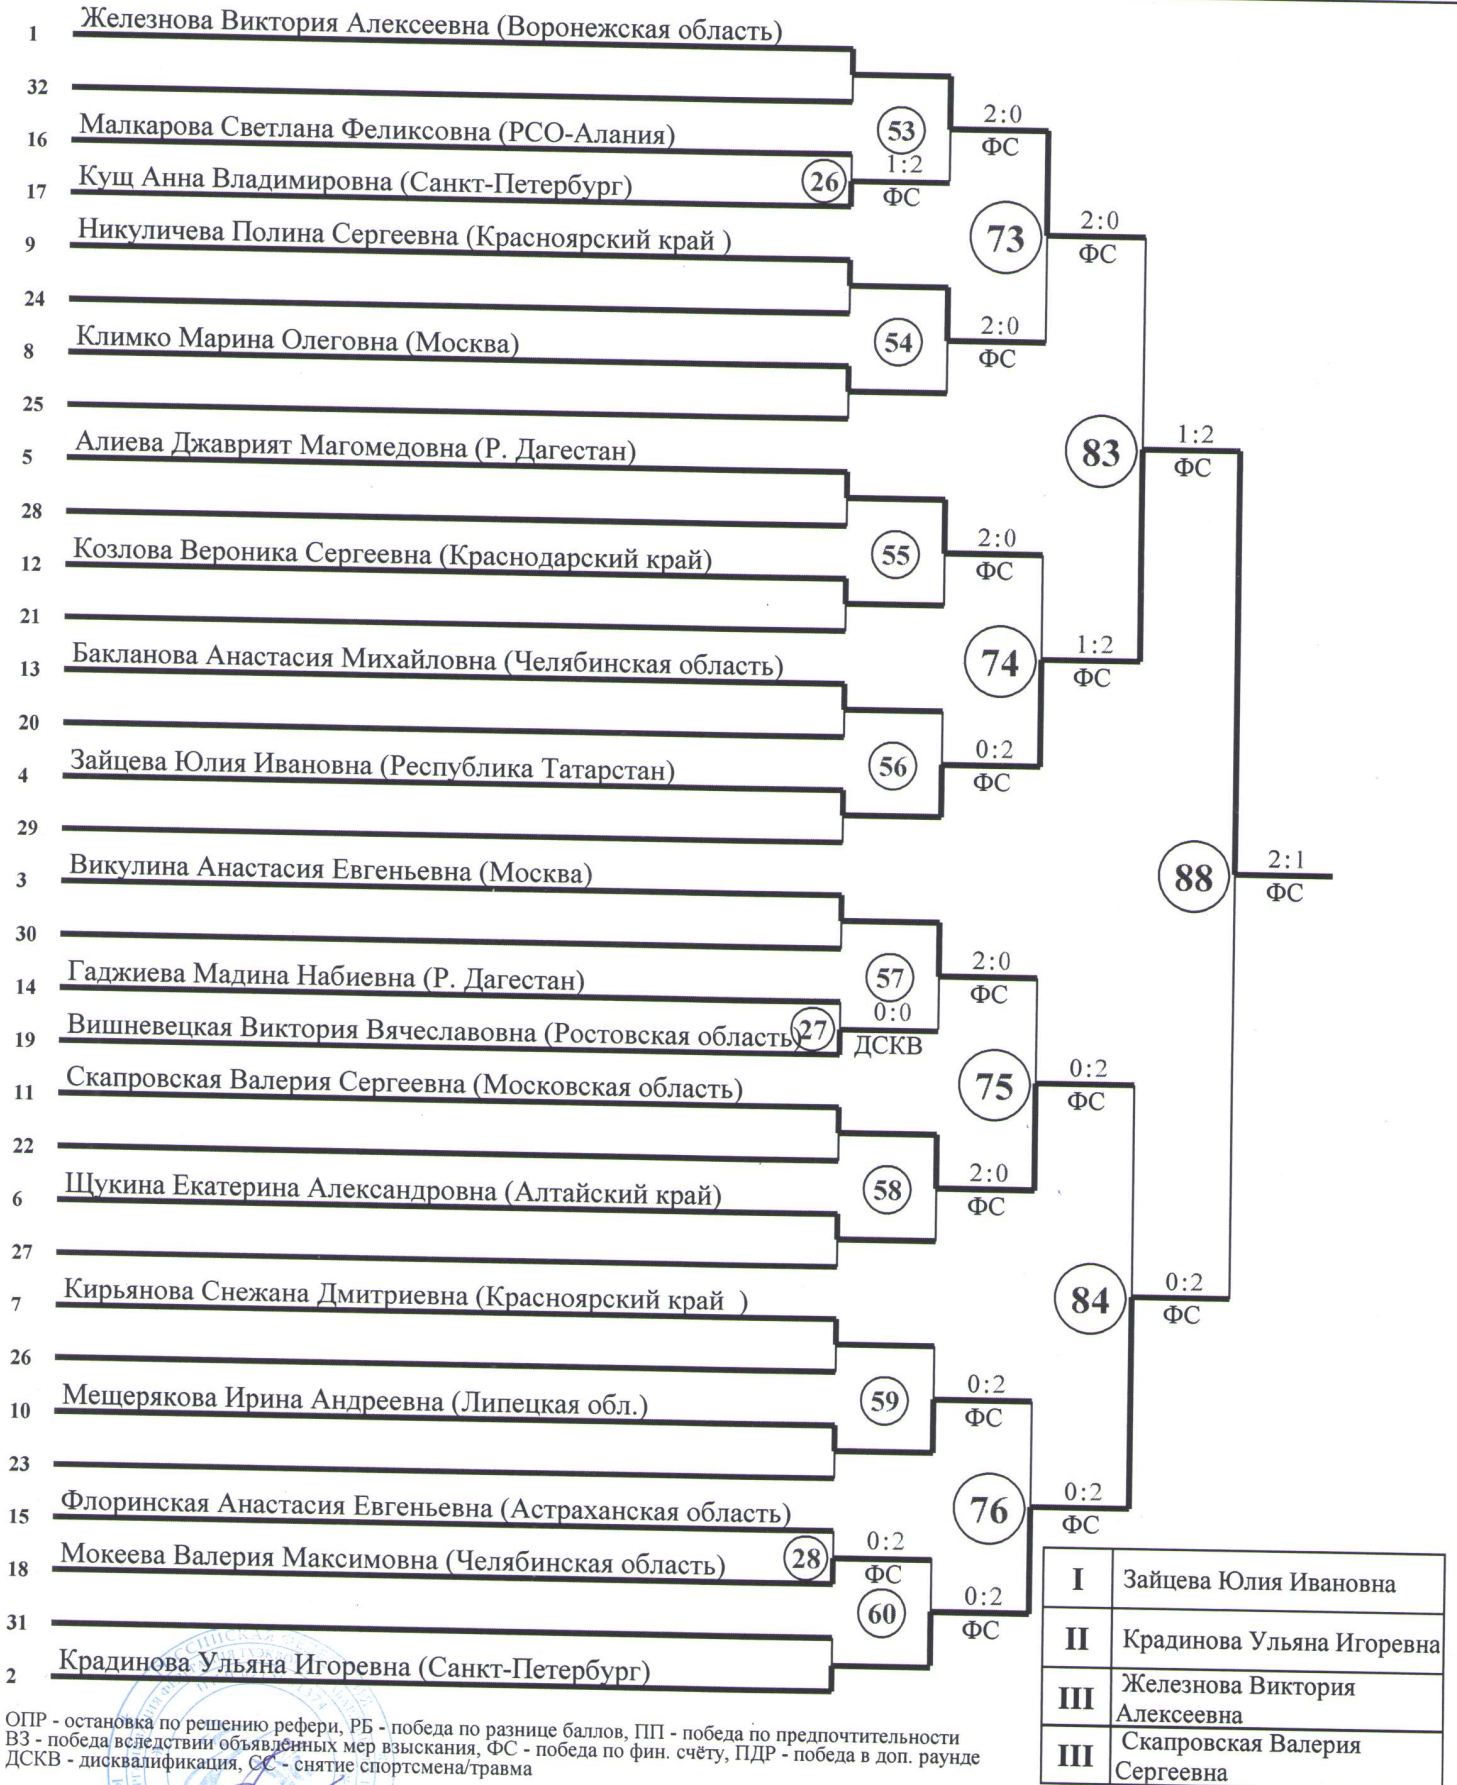 1 Железнова Виктория Алексеевна (Воронежская область)
32
16 Малкарова Светлана Феликсовна (РСО-Алания)
53 2:0 ФС
17 Кущ Анна Владимировна (Санкт-Петербург)
26 1:2 ФС
9 Никуличева Полина Сергеевна (Красноярский край )
73 2:0 ФС
24
8 Климко Марина Олеговна (Москва)
54 2:0 ФС
25
5 Алиева Джаврият Магомедовна (Р. Дагестан)
83 1:2 ФС
28
12 Козлова Вероника Сергеевна (Краснодарский край)
55 2:0 ФС
21
13 Бакланова Анастасия Михайловна (Челябинская область)
74 1:2 ФС
20
4 Зайцева Юлия Ивановна (Республика Татарстан)
56 0:2 ФС
29
3 Викулина Анастасия Евгеньевна (Москва)
88 2:1 ФС
30
14 Гаджиева Мадина Набиевна (Р. Дагестан)
57 2:0 ФС
19 Вишневецкая Виктория Вячеславовна (Ростовская область)
27 0:0 ДСКВ
11 Скапровская Валерия Сергеевна (Московская область)
75 0:2 ФС
22
6 Щукина Екатерина Александровна (Алтайский край)
58 2:0 ФС
27
7 Кирьянова Снежана Дмитриевна (Красноярский край )
84 0:2 ФС
26
10 Мещерякова Ирина Андреевна (Липецкая обл.)
59 0:2 ФС
23
15 Флоринская Анастасия Евгеньевна (Астраханская область)
76 0:2 ФС
18 Мокеева Валерия Максимовна (Челябинская область)
28 0:2 ФС
31
60 0:2 ФС
2 Крадинова Ульяна Игоревна (Санкт-Петербург)
I Зайцева Юлия Ивановна
II Крадинова Ульяна Игоревна
III Железнова Виктория
Алексеевна
III Скапровская Валерия
Сергеевна
ОПР - остановка по решению рефери, РБ - победа по разнице баллов, ПП - победа по предпочтительности
ВЗ - победа вследствии объявленных мер взыскания, ФС - победа по фин. счёту, ПДР - победа в доп. раунде
ДСКВ - дисквалификация, СС - снятие спортсмена/травма